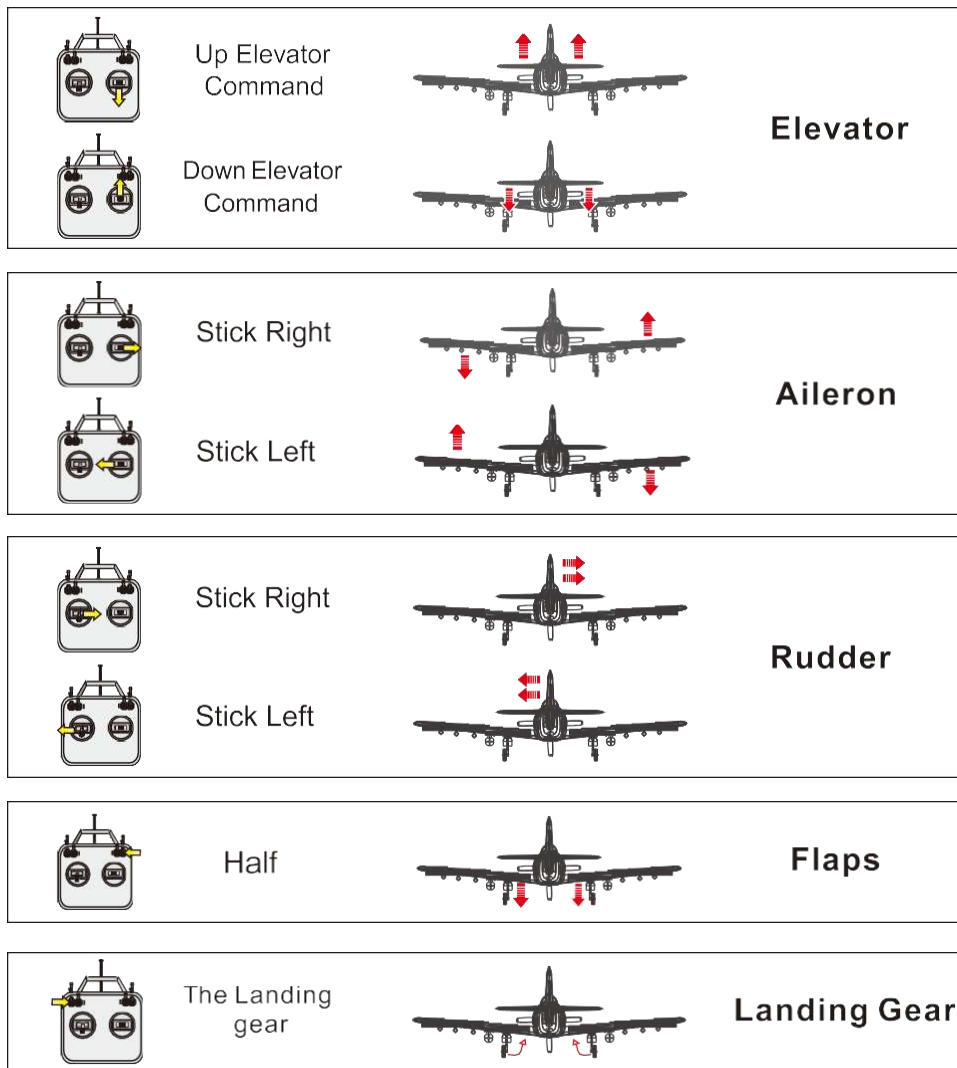 Up Elevator
Command
Elevator
Down Elevator
Command
Stick Right
Aileron
Stick Left
Stick Right
Rudder
Stick Left
Half
Flaps
The Landing
gear
Landing Gear